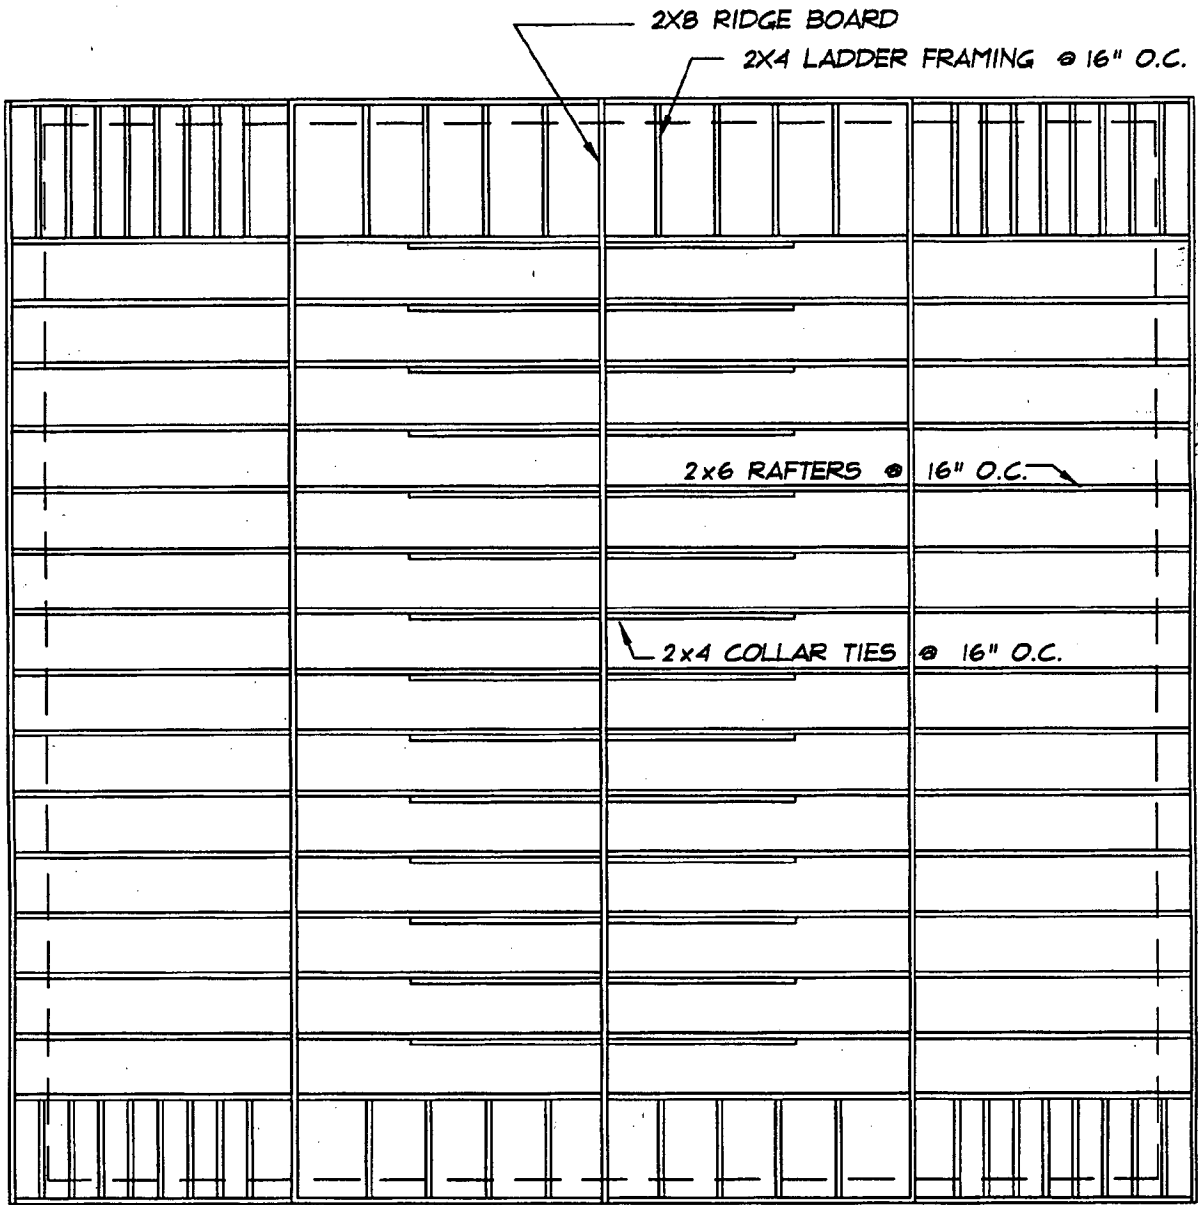 2X8 RIDGE BOARD
2X4 LADDER FRAMING @ 16" O.C.
2x6 RAFTERS @ 16" O.C.
2x4 COLLAR TIES @ 16" O.C.